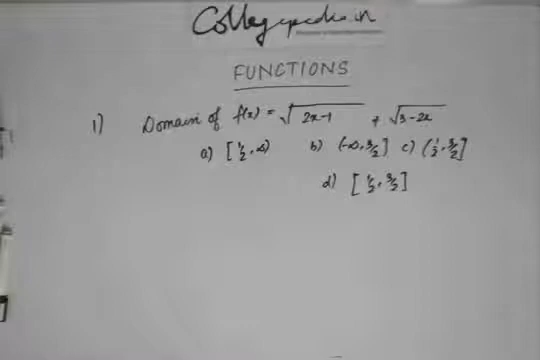 Collegepedia.in
FUNCTIONS
1) Domain of f(x) = √2x-1 + √3-2x
a) [1/2, ∞) b) (-∞, 3/2] c) (1/2, 3/2]
d) [1/2, 3/2]